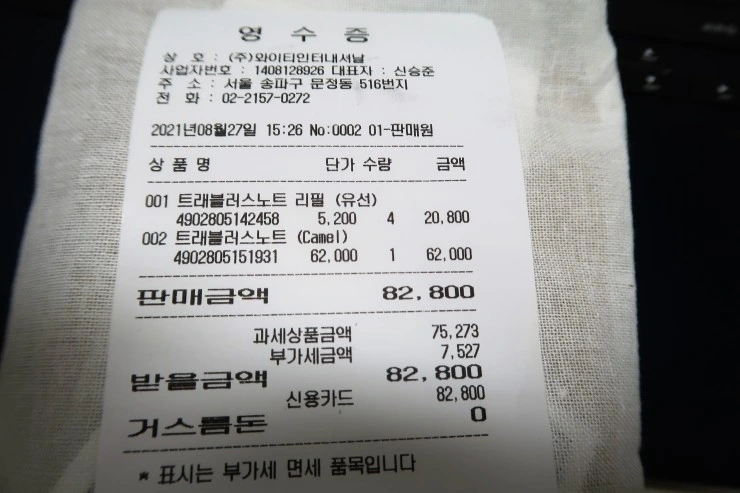 영 수 증
상 호 : (주)와이티인터내셔날
사업자번호 : 1408128926 대표자 : 신승준
주 소 : 서울 송파구 문정동 516번지
전 화 : 02-2157-0272
2021년08월27일 15:26 No:0002 01-판매원
상 품 명 단가 수량 금액
001 트래블러스노트 리필 (유선)
4902805142458 5,200 4 20,800
002 트래블러스노트 (Camel)
4902805151931 62,000 1 62,000
판매금액 82,800
과세상품금액 75,273
부가세금액 7,527
받을금액 82,800
신용카드 82,800
거스름돈 0
* 표시는 부가세 면세 품목입니다